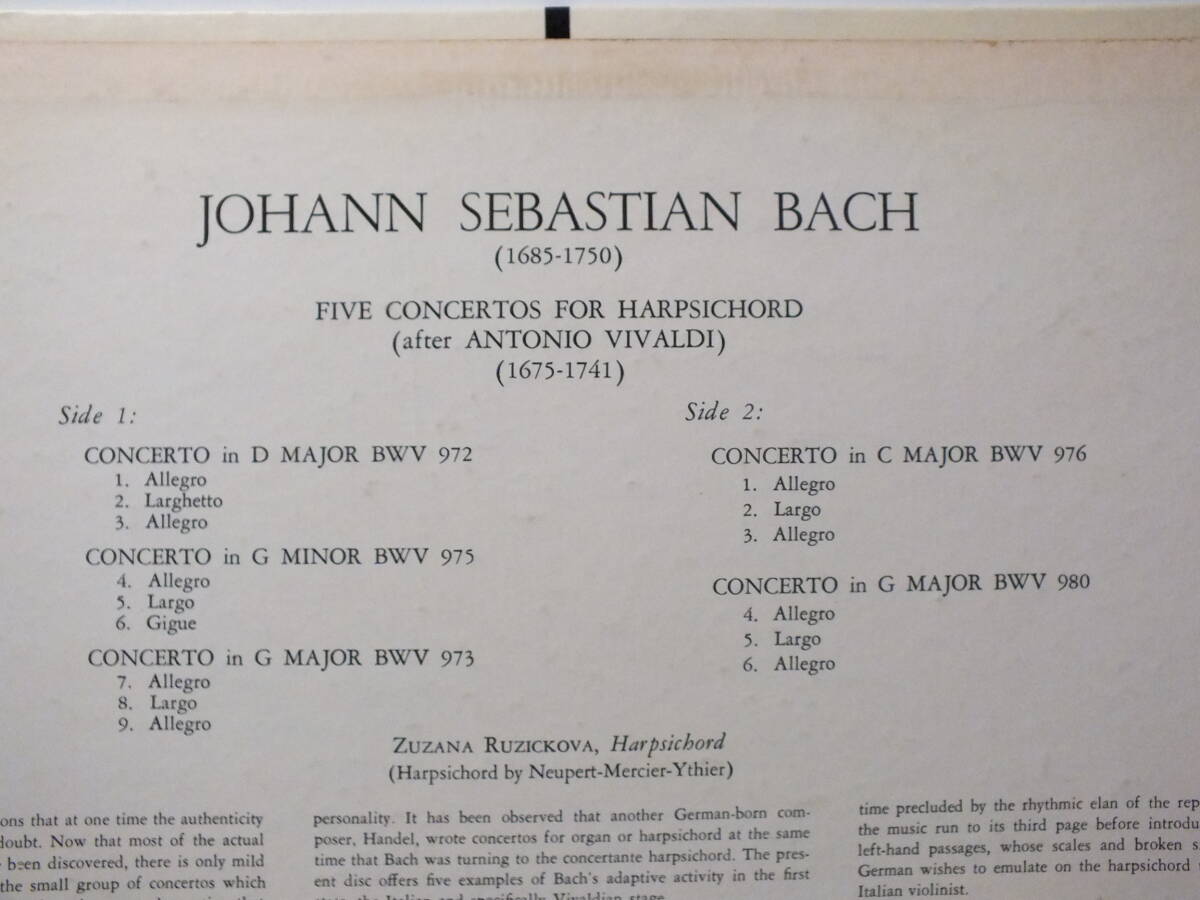 JOHANN SEBASTIAN BACH
(1685-1750)
FIVE CONCERTOS FOR HARPSICHORD
(after ANTONIO VIVALDI)
(1675-1741)
Side 1:
CONCERTO in D MAJOR BWV 972
1. Allegro
2. Larghetto
3. Allegro
CONCERTO in G MINOR BWV 975
4. Allegro
5. Largo
6. Gigue
CONCERTO in G MAJOR BWV 973
7. Allegro
8. Largo
9. Allegro
Side 2:
CONCERTO in C MAJOR BWV 976
1. Allegro
2. Largo
3. Allegro
CONCERTO in G MAJOR BWV 980
4. Allegro
5. Largo
6. Allegro
ZUZANA RUZICKOVA, Harpsichord
(Harpsichord by Neupert-Mercier-Ythier)
ons that at one time the authenticity
doubt. Now that most of the actual
been discovered, there is only mild
the small group of concertos which
personality. It has been observed that another German-born com-
poser, Handel, wrote concertos for organ or harpsichord at the same
time that Bach was turning to the concertante harpsichord. The pres-
ent disc offers five examples of Bach's adaptive activity in the first
the Italian and specifically Vivaldian stage.
time precluded by the rhythmic elan of the rep
the music run to its third page before introdu
left-hand passages, whose scales and broken s
German wishes to emulate on the harpsichord
Italian violinist.